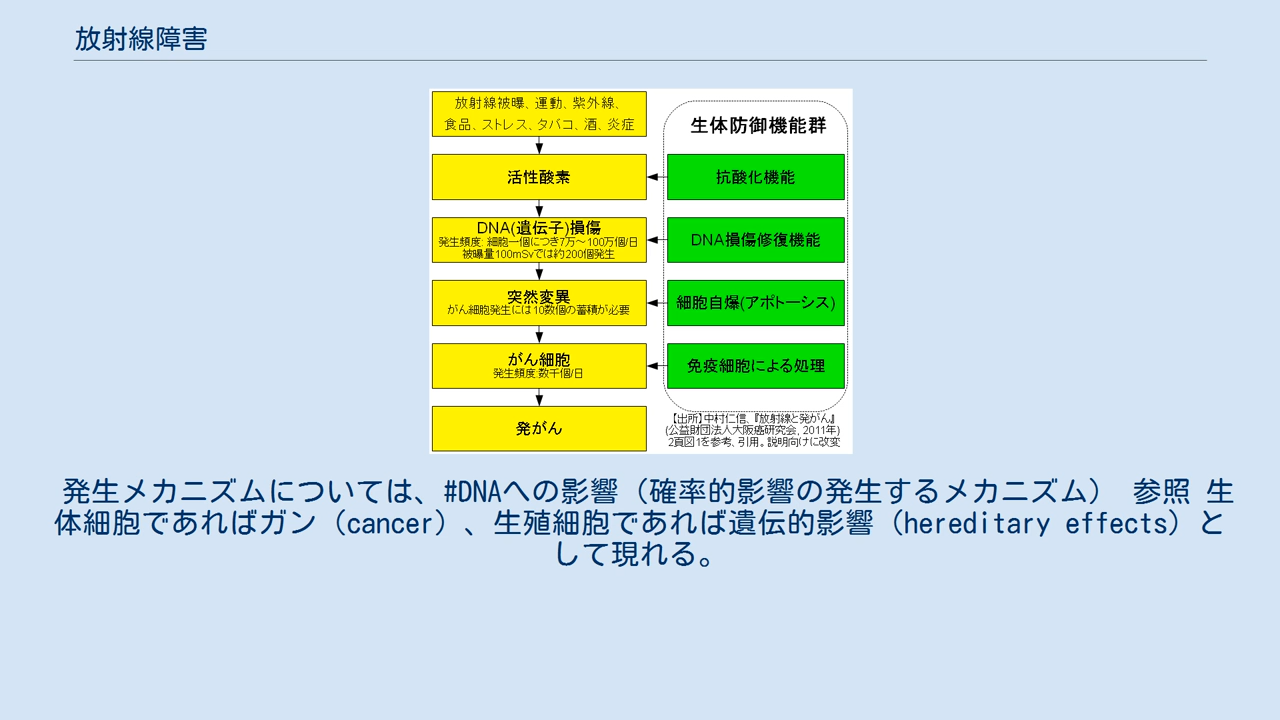 放射線障害
放射線被曝、運動、紫外線、
食品、ストレス、タバコ、酒、炎症
生体防御機能群
活性酸素
抗酸化機能
DNA(遺伝子)損傷
発生頻度: 細胞一個につき7万～100万個/日
被曝量100mSvでは約200個発生
DNA損傷修復機能
突然変異
がん細胞発生には10数個の蓄積が必要
細胞自爆(アポトーシス)
がん細胞
発生頻度:数千個/日
免疫細胞による処理
発がん
【出所】中村仁信、『放射線と発がん』
(公益財団法人大阪癌研究会, 2011年)
2頁図1を参考、引用。説明向けに改変
発生メカニズムについては、#DNAへの影響（確率的影響の発生するメカニズム） 参照 生
体細胞であればガン（cancer）、生殖細胞であれば遺伝的影響（hereditary effects）と
して現れる。